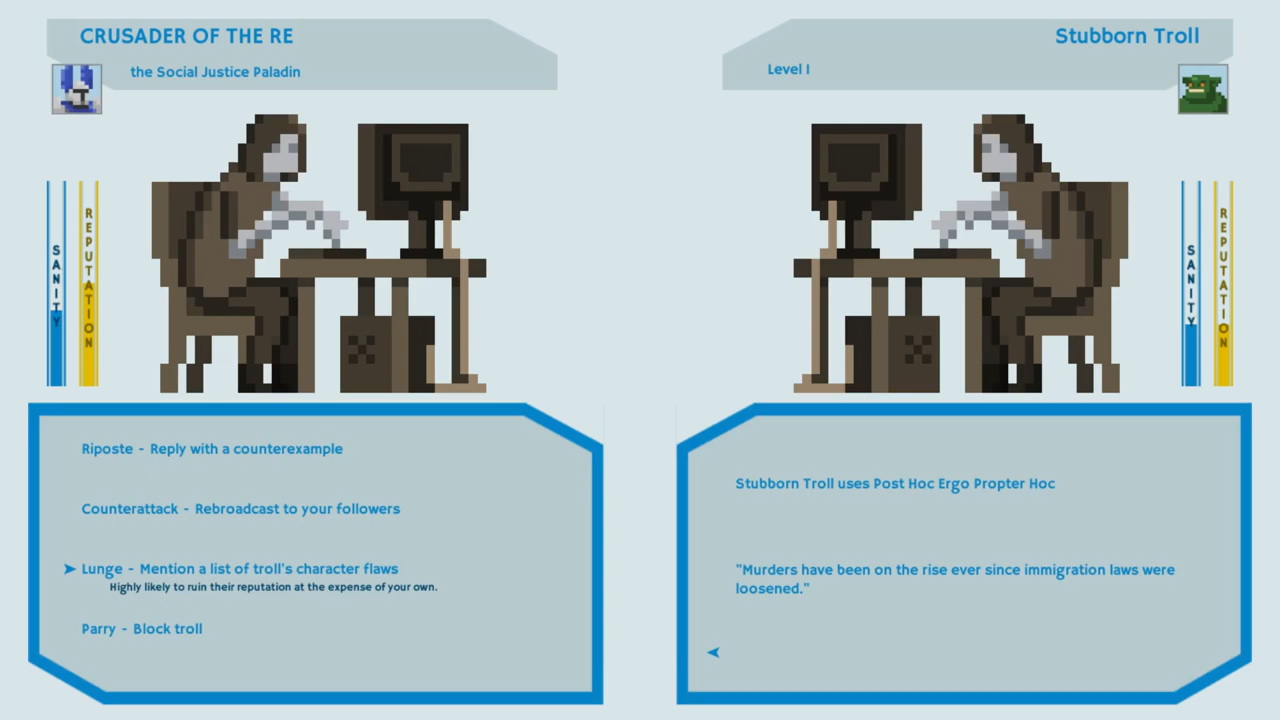 CRUSADER OF THE RE
the Social Justice Paladin
Stubborn Troll
Level 1
SANITY
REPUTATION
SANITY
REPUTATION
Riposte - Reply with a counterexample
Counterattack - Rebroadcast to your followers
Lunge - Mention a list of troll's character flaws
Highly likely to ruin their reputation at the expense of your own.
Parry - Block troll
Stubborn Troll uses Post Hoc Ergo Propter Hoc
"Murders have been on the rise ever since immigration laws were
loosened."